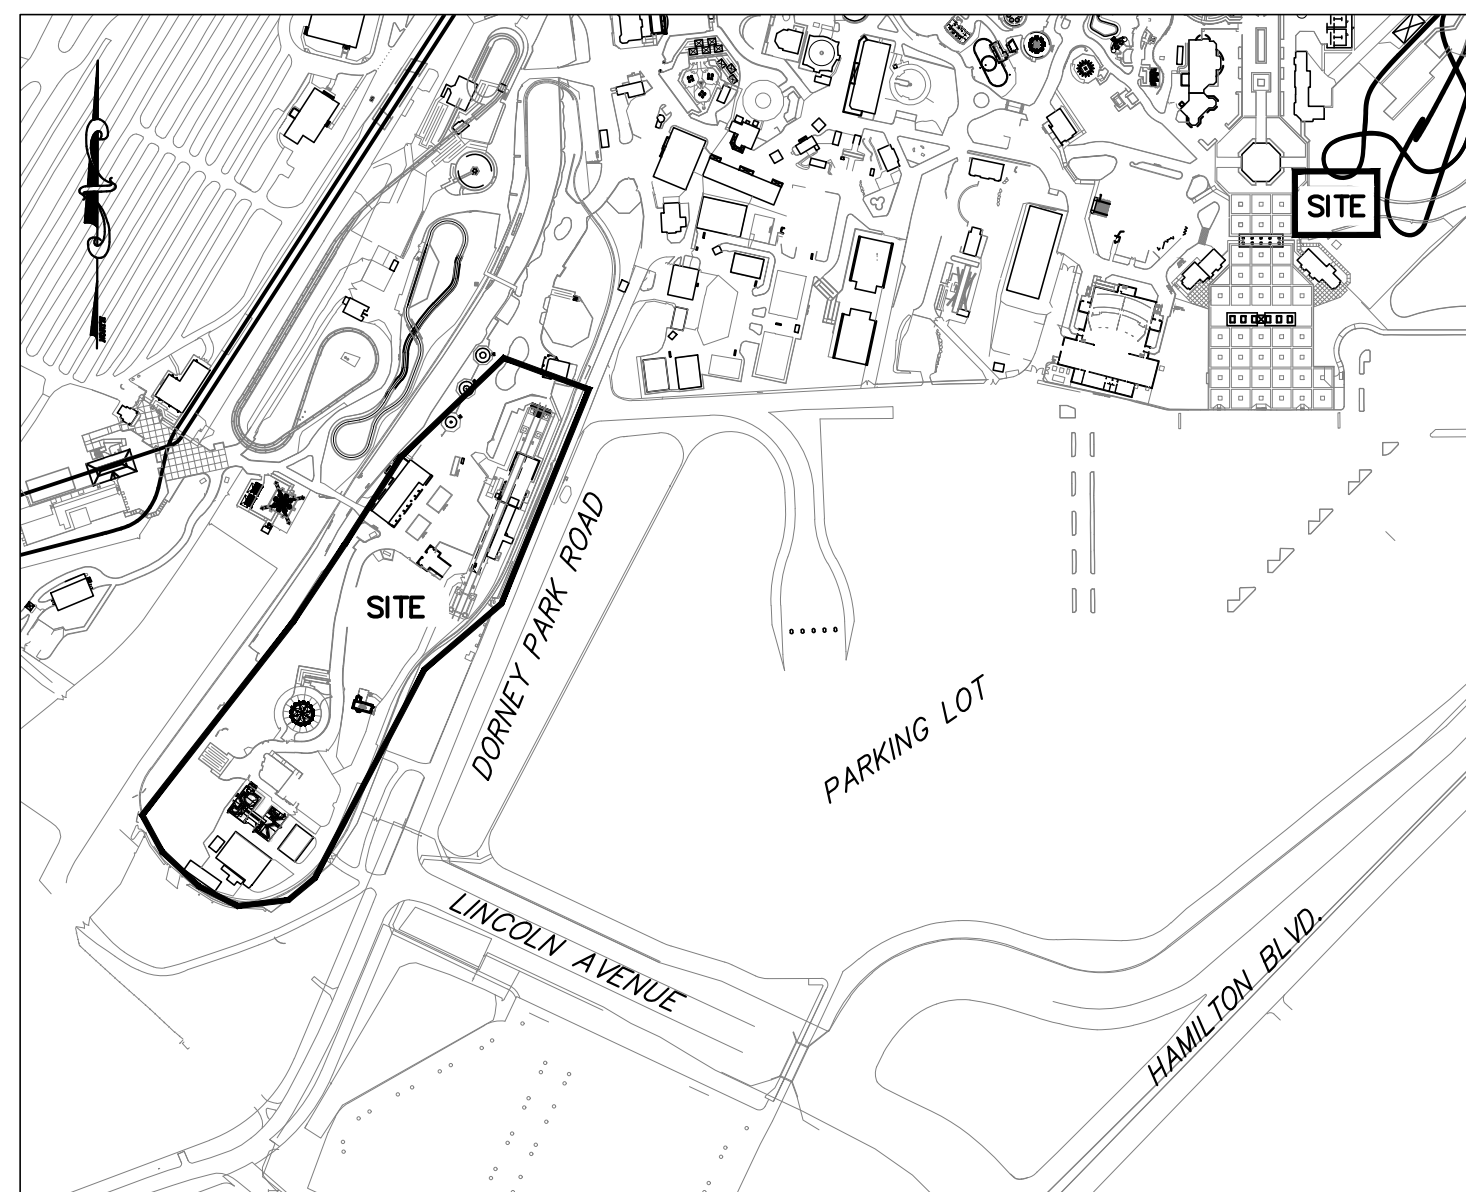 SITE
SITE
DORNEY PARK ROAD
PARKING LOT
LINCOLN AVENUE
HAMILTON BLVD.